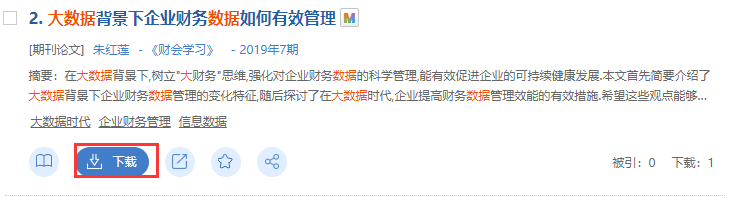 2. 大数据背景下企业财务数据如何有效管理 M
[期刊论文] 朱红莲 - 《财会学习》 - 2019年7期
摘要：在大数据背景下,树立"大财务"思维,强化对企业财务数据的科学管理,能有效促进企业的可持续健康发展.本文首先简要介绍了
大数据背景下企业财务数据管理的变化特征,随后探讨了在大数据时代,企业提高财务数据管理效能的有效措施.希望这些观点能够...
大数据时代 企业财务管理 信息数据
下载 被引：0 下载：1